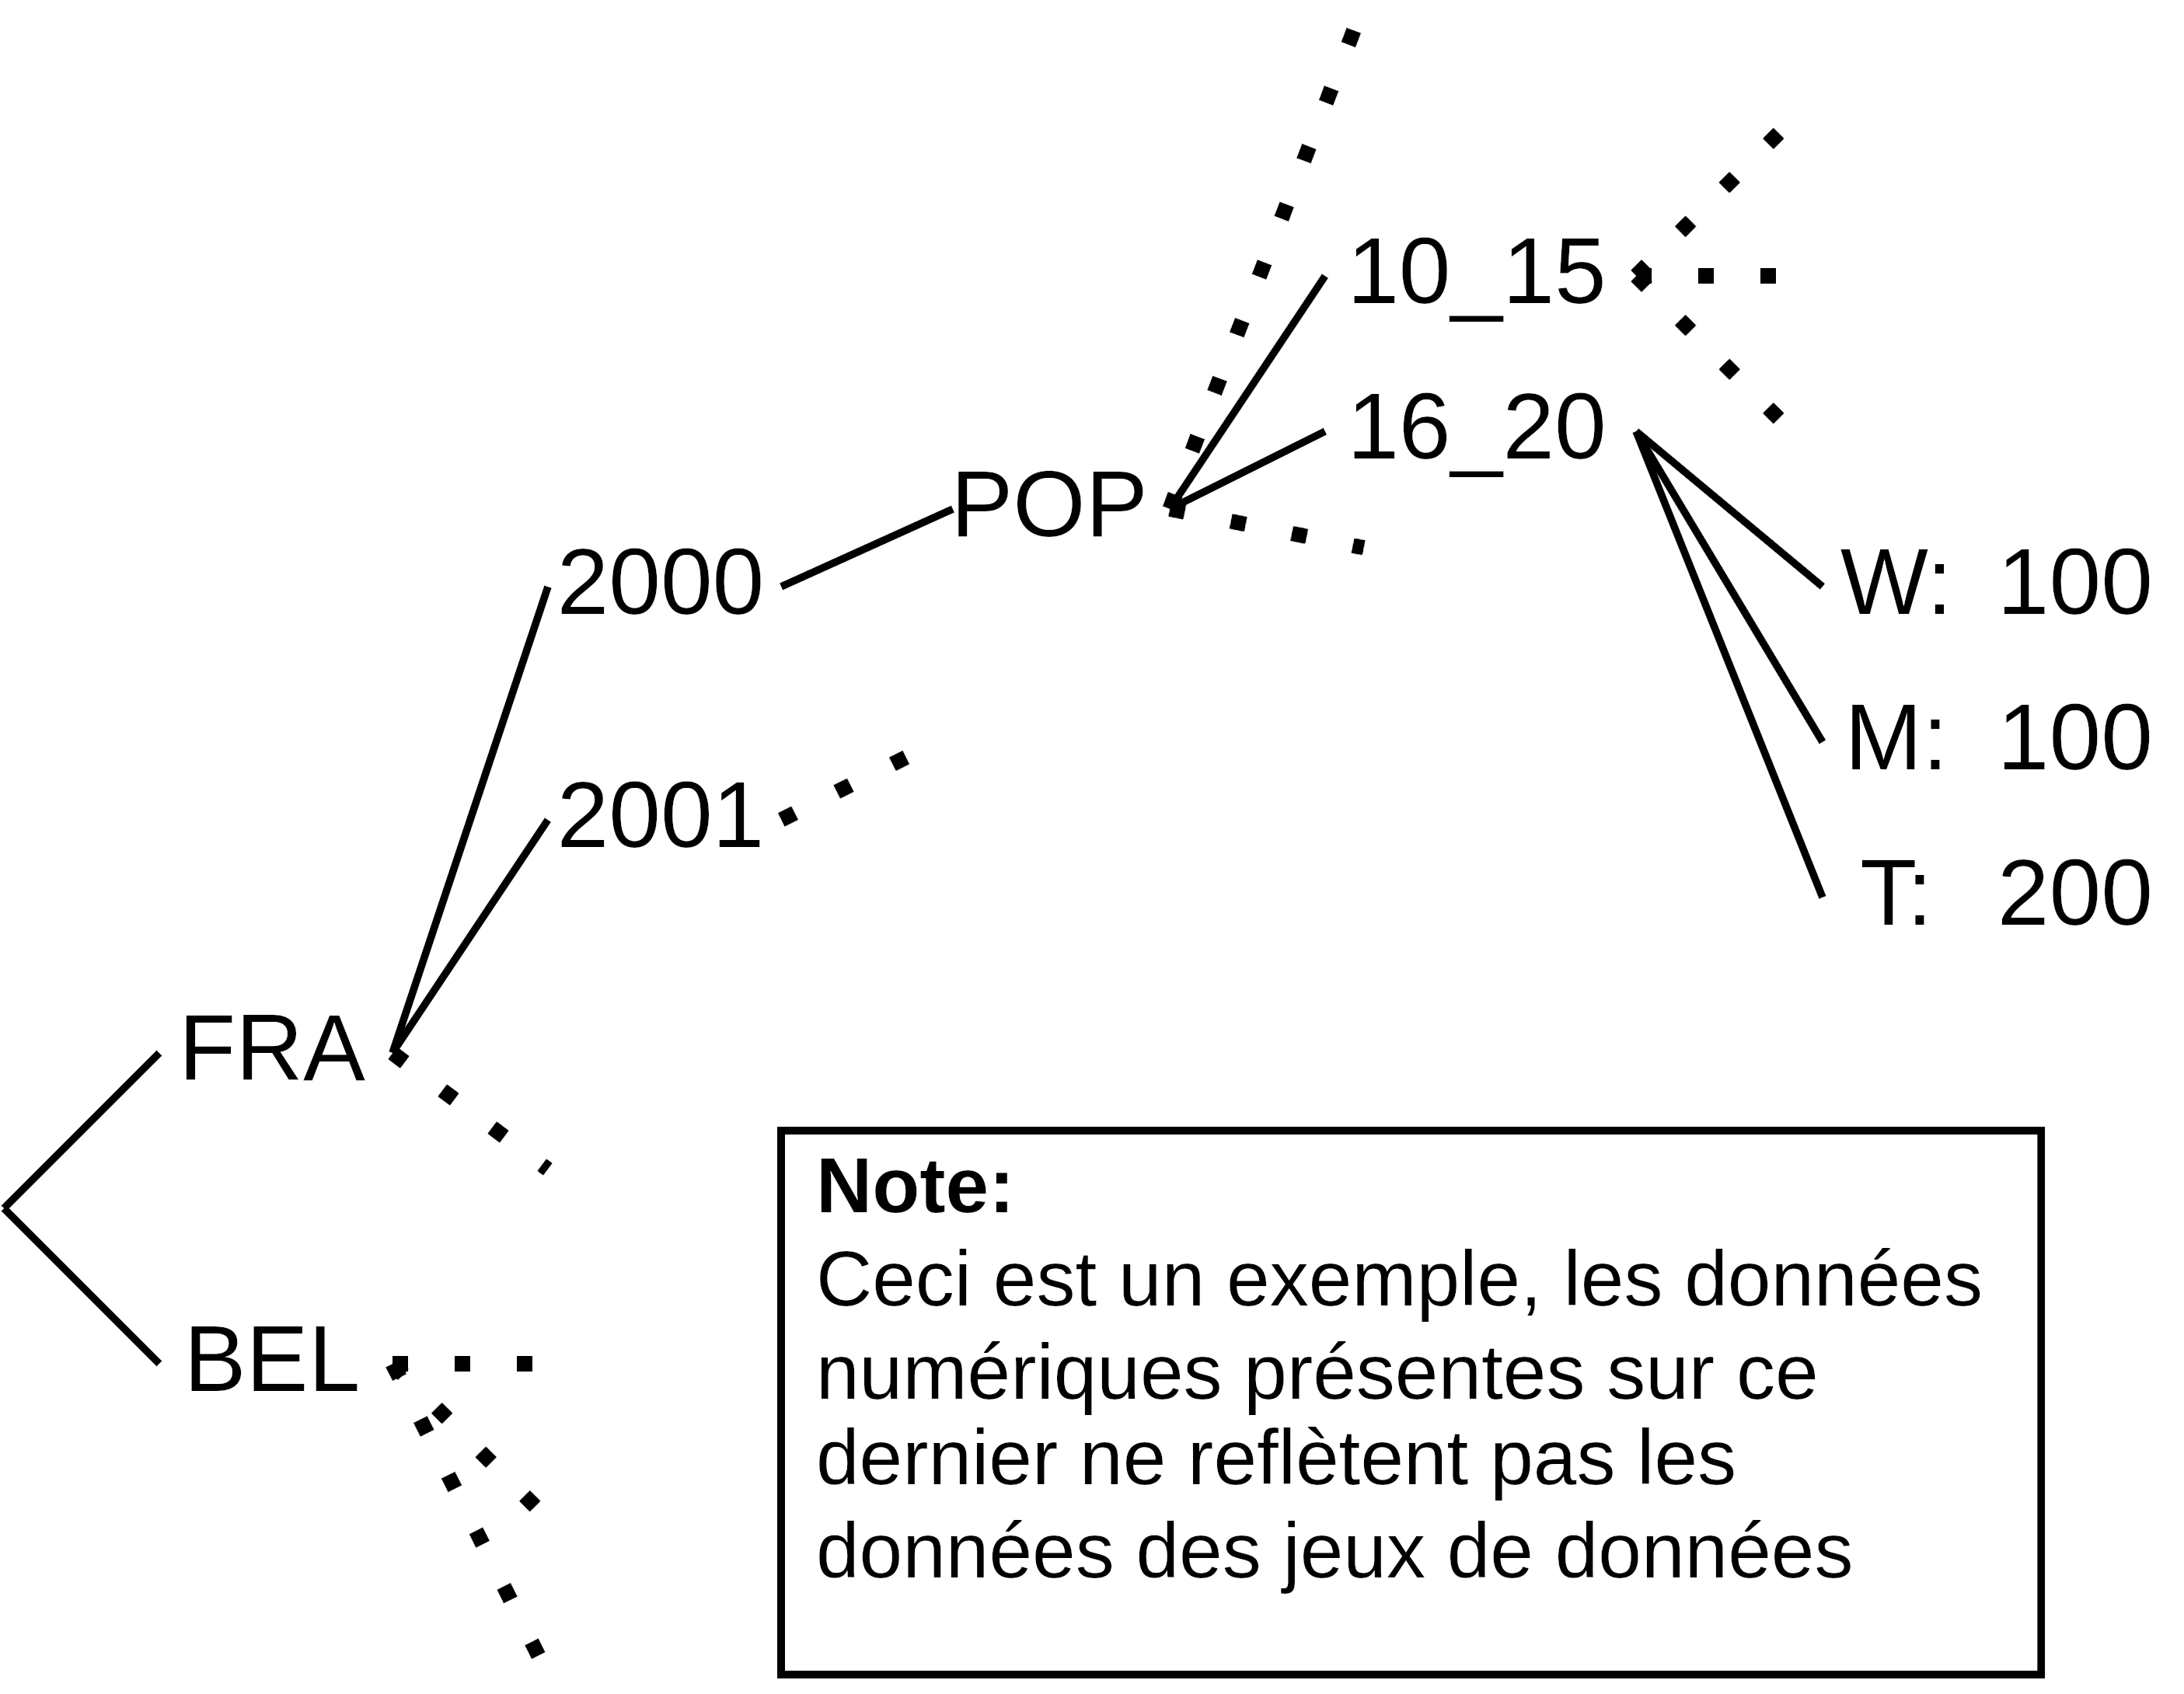 10_15
16_20
POP
2000
W: 100
M: 100
2001
T: 200
FRA
BEL
Note:
Ceci est un exemple, les données
numériques présentes sur ce
dernier ne reflètent pas les
données des jeux de données